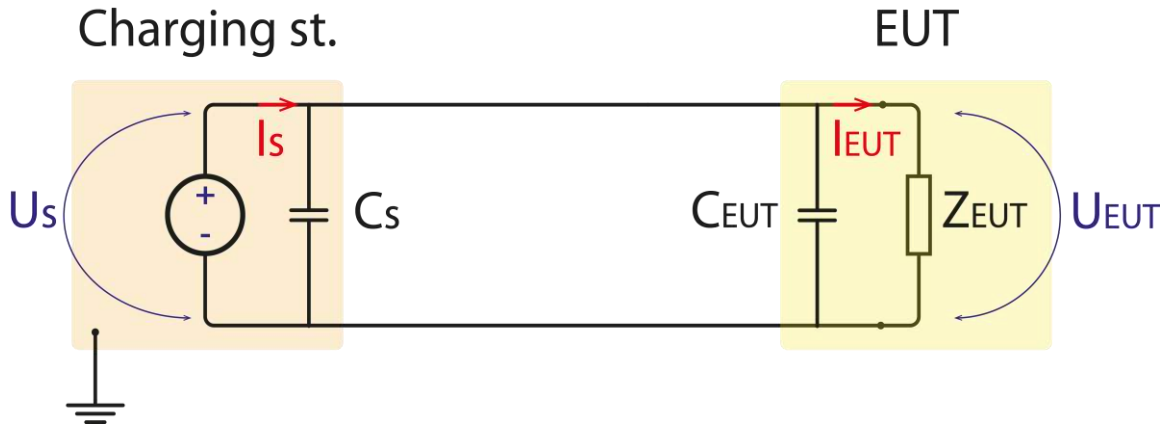 Charging st.
EUT
Is
IEUT
+
-
Us
Cs
CEUT
ZEUT
UEUT